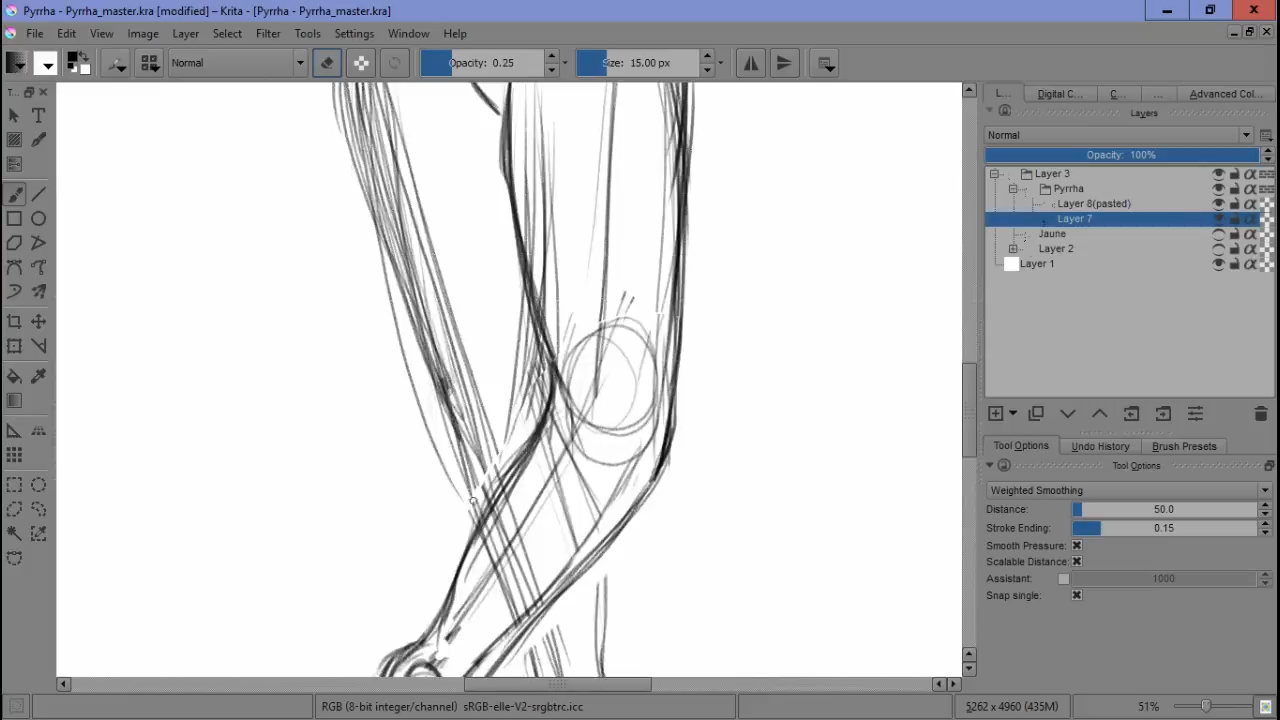 Pyrrha - Pyrrha_master.kra [modified] – Krita - [Pyrrha - Pyrrha_master.kra]
File Edit View Image Layer Select Filter Tools Settings Window Help
Normal Opacity: 0.25 Size: 15.00 px
T... L... Digital C... C... ... Advanced Col...
Layers
Normal
Opacity: 100%
Layer 3
Pyrrha
Layer 8(pasted)
Layer 7
Jaune
Layer 2
Layer 1
Tool Options Undo History Brush Presets
Tool Options
Weighted Smoothing
Distance: 50.0
Stroke Ending: 0.15
Smooth Pressure:
Scalable Distance:
Assistant: 1000
Snap single:
RGB (8-bit integer/channel) sRGB-elle-V2-srgbtrc.icc 5262 x 4960 (435M) 51%